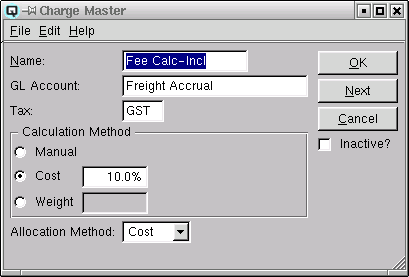 Charge Master
File Edit Help
Name: Fee Calc-Incl
OK
GL Account: Freight Accrual
Next
Tax: GST
Cancel
Calculation Method
Inactive?
Manual
Cost 10.0%
Weight
Allocation Method: Cost